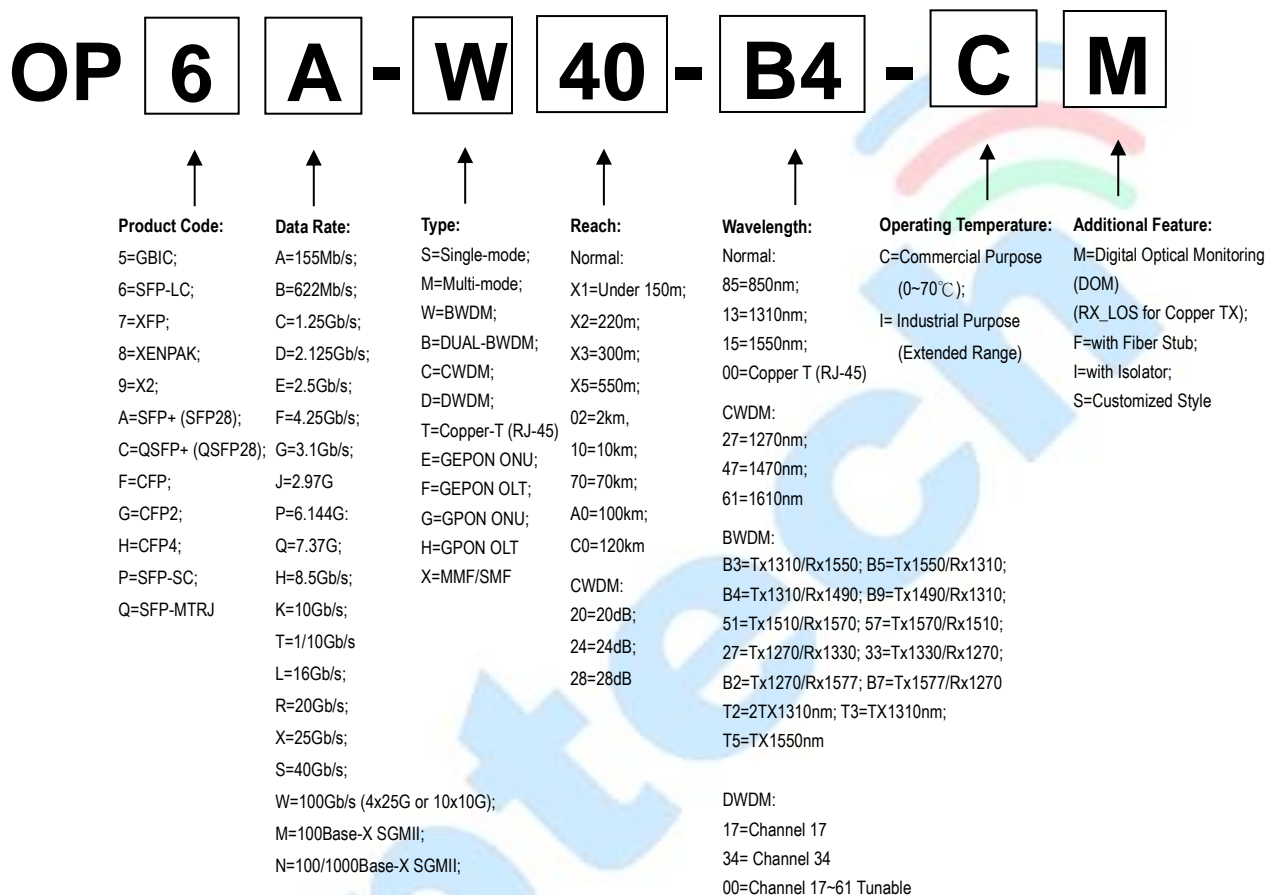 OP 6 A - W 40 - B4 - C M
Product Code:
5=GBIC;
6=SFP-LC;
7=XFP;
8=XENPAK;
9=X2;
A=SFP+ (SFP28);
C=QSFP+ (QSFP28);
F=CFP;
G=CFP2;
H=CFP4;
P=SFP-SC;
Q=SFP-MTRJ
Data Rate:
A=155Mb/s;
B=622Mb/s;
C=1.25Gb/s;
D=2.125Gb/s;
E=2.5Gb/s;
F=4.25Gb/s;
G=3.1Gb/s;
J=2.97G
P=6.144G:
Q=7.37G;
H=8.5Gb/s;
K=10Gb/s;
T=1/10Gb/s
L=16Gb/s;
R=20Gb/s;
X=25Gb/s;
S=40Gb/s;
W=100Gb/s (4x25G or 10x10G);
M=100Base-X SGMII;
N=100/1000Base-X SGMII;
Type:
S=Single-mode;
M=Multi-mode;
W=BWDM;
B=DUAL-BWDM;
C=CWDM;
D=DWDM;
T=Copper-T (RJ-45)
E=GEPON ONU;
F=GEPON OLT;
G=GPON ONU;
H=GPON OLT
X=MMF/SMF
Reach:
Normal:
X1=Under 150m;
X2=220m;
X3=300m;
X5=550m;
02=2km,
10=10km;
70=70km;
A0=100km;
C0=120km
CWDM:
20=20dB;
24=24dB;
28=28dB
Wavelength:
Normal:
85=850nm;
13=1310nm;
15=1550nm;
00=Copper T (RJ-45)
CWDM:
27=1270nm;
47=1470nm;
61=1610nm
BWDM:
B3=Tx1310/Rx1550; B5=Tx1550/Rx1310;
B4=Tx1310/Rx1490; B9=Tx1490/Rx1310;
51=Tx1510/Rx1570; 57=Tx1570/Rx1510;
27=Tx1270/Rx1330; 33=Tx1330/Rx1270;
B2=Tx1270/Rx1577; B7=Tx1577/Rx1270
T2=2TX1310nm; T3=TX1310nm;
T5=TX1550nm
DWDM:
17=Channel 17
34= Channel 34
00=Channel 17~61 Tunable
Operating Temperature:
C=Commercial Purpose
(0~70℃);
I= Industrial Purpose
(Extended Range)
Additional Feature:
M=Digital Optical Monitoring
(DOM)
(RX_LOS for Copper TX);
F=with Fiber Stub;
I=with Isolator;
S=Customized Style